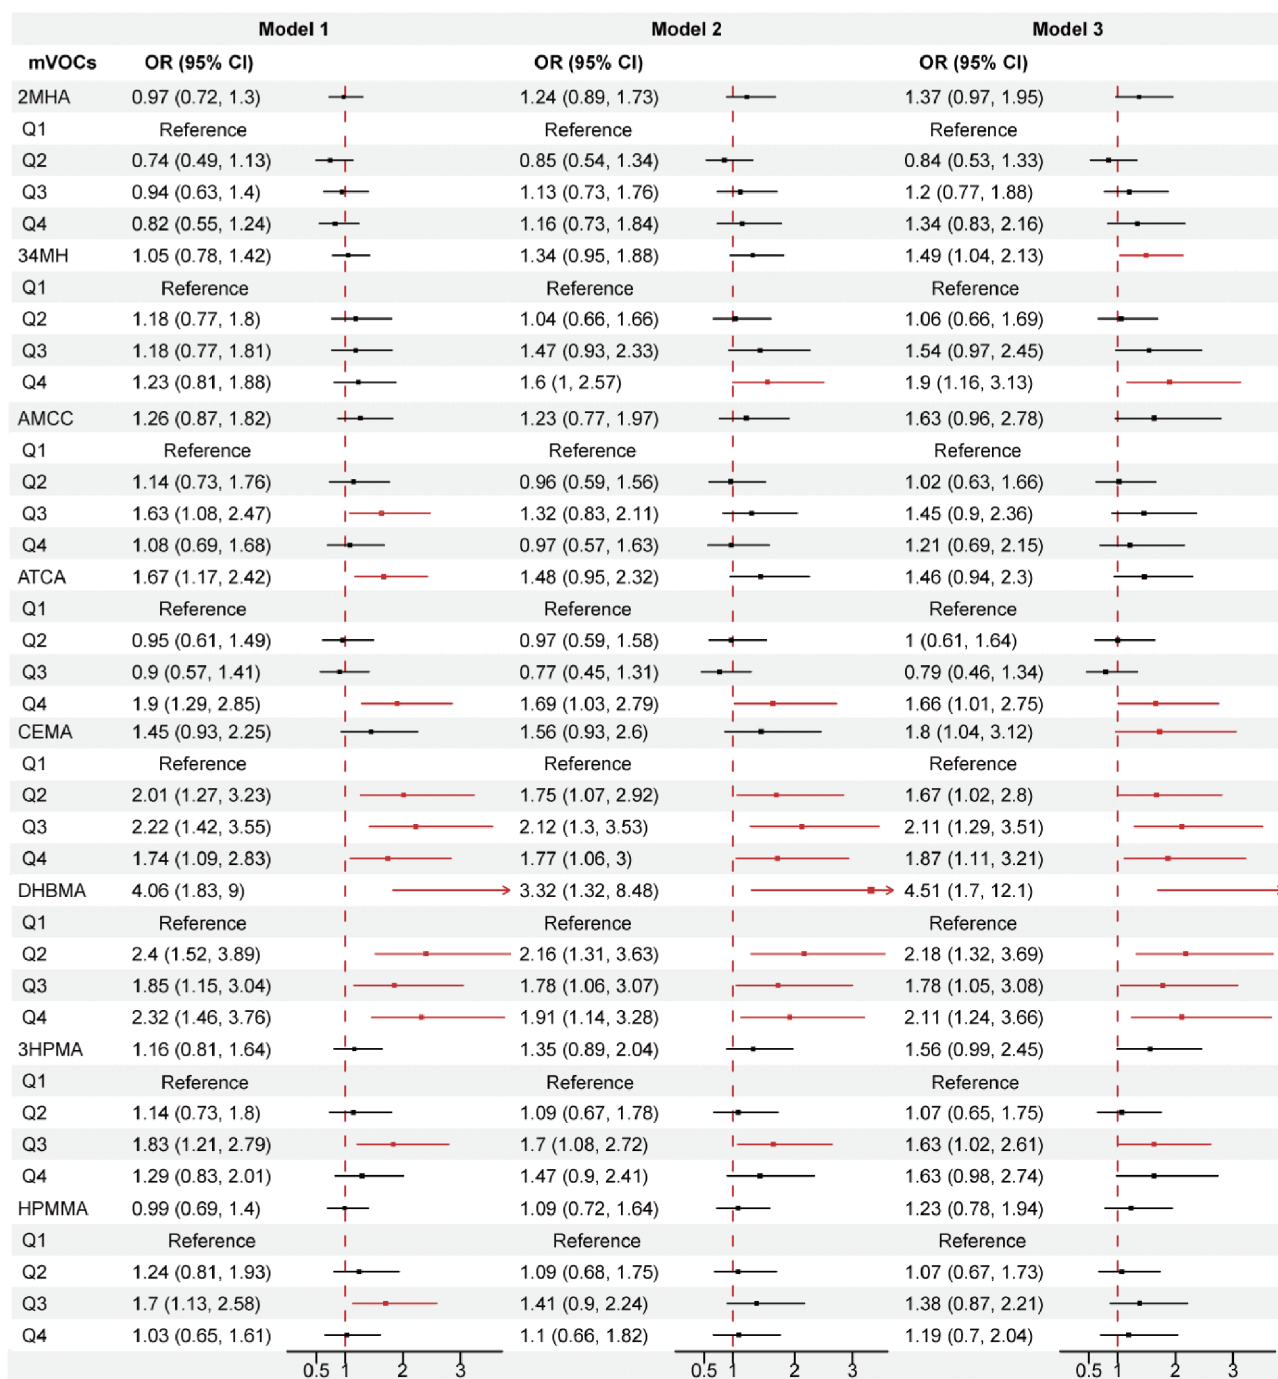 Model 1 Model 2 Model 3
mVOCs OR (95% CI) OR (95% CI) OR (95% CI)
2MHA 0.97 (0.72, 1.3) 1.24 (0.89, 1.73) 1.37 (0.97, 1.95)
Q1 Reference Reference Reference
Q2 0.74 (0.49, 1.13) 0.85 (0.54, 1.34) 0.84 (0.53, 1.33)
Q3 0.94 (0.63, 1.4) 1.13 (0.73, 1.76) 1.2 (0.77, 1.88)
Q4 0.82 (0.55, 1.24) 1.16 (0.73, 1.84) 1.34 (0.83, 2.16)
34MH 1.05 (0.78, 1.42) 1.34 (0.95, 1.88) 1.49 (1.04, 2.13)
Q1 Reference Reference Reference
Q2 1.18 (0.77, 1.8) 1.04 (0.66, 1.66) 1.06 (0.66, 1.69)
Q3 1.18 (0.77, 1.81) 1.47 (0.93, 2.33) 1.54 (0.97, 2.45)
Q4 1.23 (0.81, 1.88) 1.6 (1, 2.57) 1.9 (1.16, 3.13)
AMCC 1.26 (0.87, 1.82) 1.23 (0.77, 1.97) 1.63 (0.96, 2.78)
Q1 Reference Reference Reference
Q2 1.14 (0.73, 1.76) 0.96 (0.59, 1.56) 1.02 (0.63, 1.66)
Q3 1.63 (1.08, 2.47) 1.32 (0.83, 2.11) 1.45 (0.9, 2.36)
Q4 1.08 (0.69, 1.68) 0.97 (0.57, 1.63) 1.21 (0.69, 2.15)
ATCA 1.67 (1.17, 2.42) 1.48 (0.95, 2.32) 1.46 (0.94, 2.3)
Q1 Reference Reference Reference
Q2 0.95 (0.61, 1.49) 0.97 (0.59, 1.58) 1 (0.61, 1.64)
Q3 0.9 (0.57, 1.41) 0.77 (0.45, 1.31) 0.79 (0.46, 1.34)
Q4 1.9 (1.29, 2.85) 1.69 (1.03, 2.79) 1.66 (1.01, 2.75)
CEMA 1.45 (0.93, 2.25) 1.56 (0.93, 2.6) 1.8 (1.04, 3.12)
Q1 Reference Reference Reference
Q2 2.01 (1.27, 3.23) 1.75 (1.07, 2.92) 1.67 (1.02, 2.8)
Q3 2.22 (1.42, 3.55) 2.12 (1.3, 3.53) 2.11 (1.29, 3.51)
Q4 1.74 (1.09, 2.83) 1.77 (1.06, 3) 1.87 (1.11, 3.21)
DHBMA 4.06 (1.83, 9) 3.32 (1.32, 8.48) 4.51 (1.7, 12.1)
Q1 Reference Reference Reference
Q2 2.4 (1.52, 3.89) 2.16 (1.31, 3.63) 2.18 (1.32, 3.69)
Q3 1.85 (1.15, 3.04) 1.78 (1.06, 3.07) 1.78 (1.05, 3.08)
Q4 2.32 (1.46, 3.76) 1.91 (1.14, 3.28) 2.11 (1.24, 3.66)
3HPMA 1.16 (0.81, 1.64) 1.35 (0.89, 2.04) 1.56 (0.99, 2.45)
Q1 Reference Reference Reference
Q2 1.14 (0.73, 1.8) 1.09 (0.67, 1.78) 1.07 (0.65, 1.75)
Q3 1.83 (1.21, 2.79) 1.7 (1.08, 2.72) 1.63 (1.02, 2.61)
Q4 1.29 (0.83, 2.01) 1.47 (0.9, 2.41) 1.63 (0.98, 2.74)
HPMMA 0.99 (0.69, 1.4) 1.09 (0.72, 1.64) 1.23 (0.78, 1.94)
Q1 Reference Reference Reference
Q2 1.24 (0.81, 1.93) 1.09 (0.68, 1.75) 1.07 (0.67, 1.73)
Q3 1.7 (1.13, 2.58) 1.41 (0.9, 2.24) 1.38 (0.87, 2.21)
Q4 1.03 (0.65, 1.61) 1.1 (0.66, 1.82) 1.19 (0.7, 2.04)
0.5 1 2 3 0.5 1 2 3 0.5 1 2 3